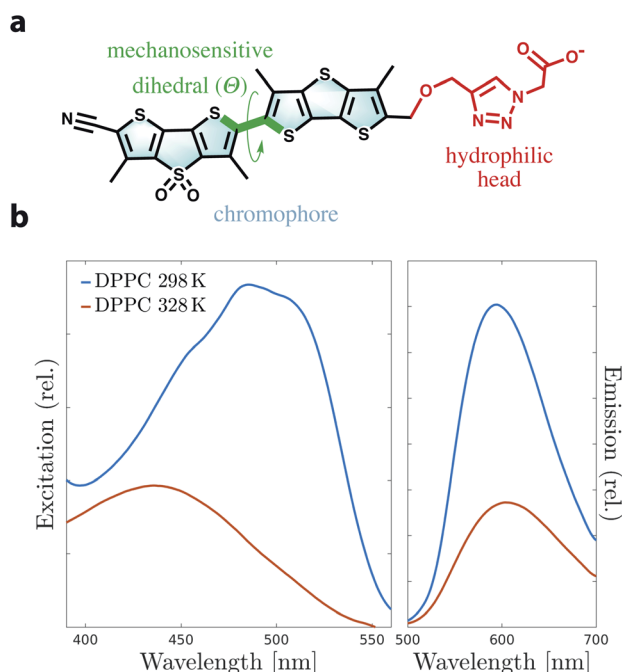 a
mechanosensitive
dihedral (Θ)
S
S
S
S
S
S
N
O
O
O
N
N
N
O
O-
hydrophilic
head
chromophore
b
DPPC 298 K
DPPC 328 K
Excitation (rel.)
Emission (rel.)
400
450
500
550
500
600
700
Wavelength [nm]
Wavelength [nm]